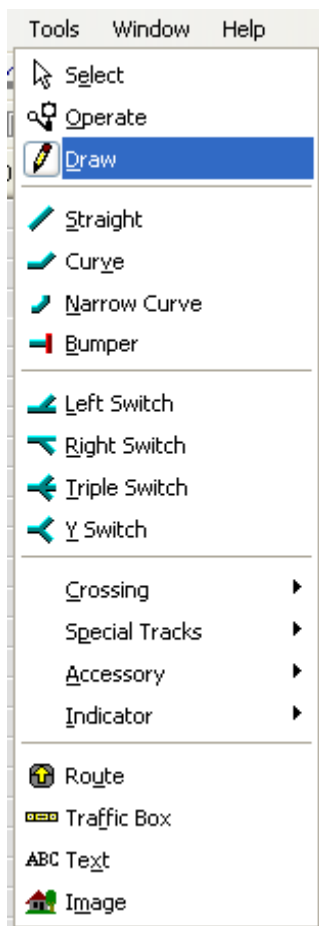 Tools Window Help
Select
Operate
Draw
Straight
Curve
Narrow Curve
Bumper
Left Switch
Right Switch
Triple Switch
Y Switch
Crossing
Special Tracks
Accessory
Indicator
Route
Traffic Box
ABC Text
Image